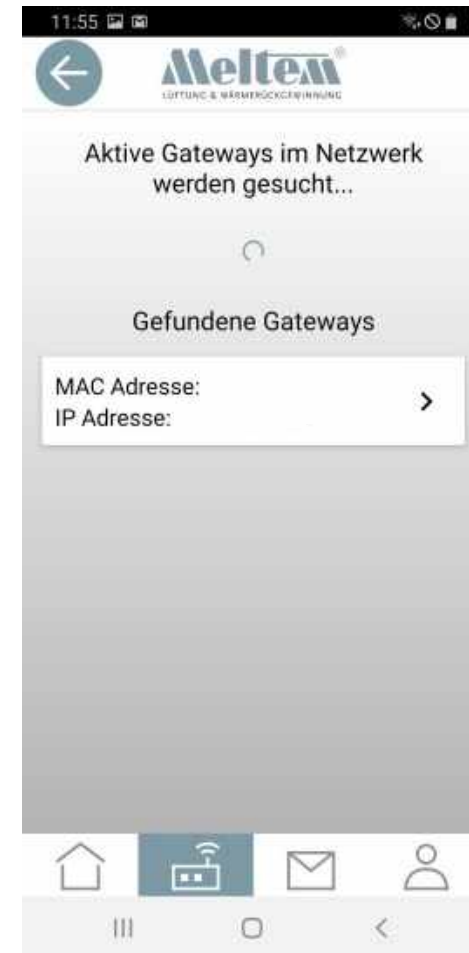 11:55
Meltem®
LÜFTUNG & WÄRMERÜCKGEWINNUNG
Aktive Gateways im Netzwerk
werden gesucht...
Gefundene Gateways
MAC Adresse:
IP Adresse: